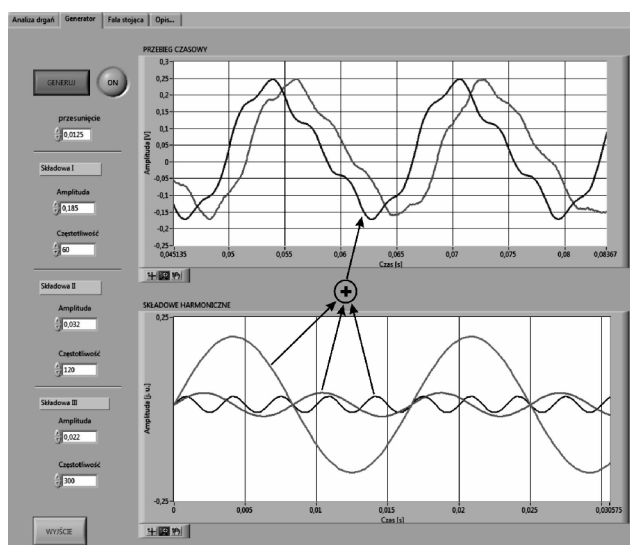 Analiza drgań Generator Fala stojąca Opis...
GENERUJ ON
przesunięcie
0,0125
Składowa I
Amplituda
0,185
Częstotliwość
60
Składowa II
Amplituda
0,032
Częstotliwość
120
Składowa III
Amplituda
0,022
Częstotliwość
300
WYJŚCIE
PRZEBIEG CZASOWY
Amplituda [V]
0,3
0,25
0,2
0,15
0,1
0,05
0
-0,05
-0,1
-0,15
-0,2
-0,25
0,045135 0,05 0,055 0,06 0,065 0,07 0,075 0,08 0,08367
Czas [s]
SKŁADOWE HARMONICZNE
Amplituda [j. u.]
0,25
-0,25
0 0,005 0,01 0,015 0,02 0,025 0,030575
Czas [s]